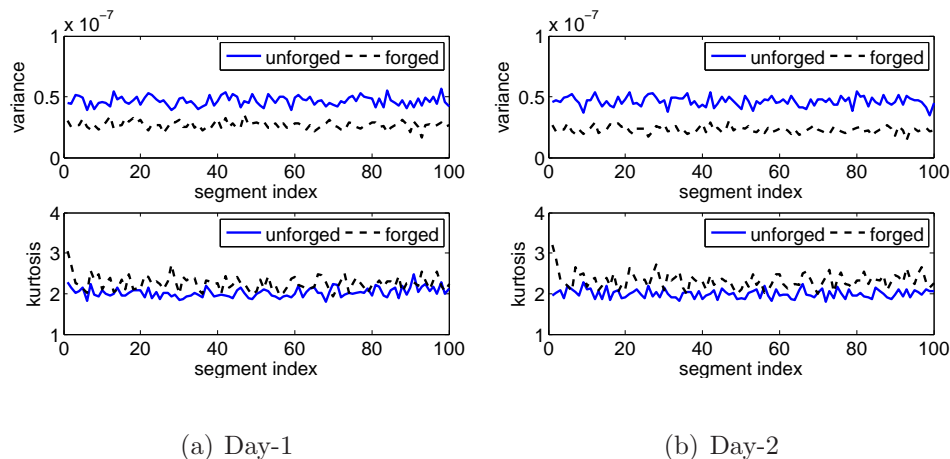 x 10⁻⁷
1
0.5
0
variance
unforged forged
0 20 40 60 80 100
segment index
4
3
2
1
kurtosis
unforged forged
0 20 40 60 80 100
segment index
(a) Day-1
x 10⁻⁷
1
0.5
0
variance
unforged forged
0 20 40 60 80 100
segment index
4
3
2
1
kurtosis
unforged forged
0 20 40 60 80 100
segment index
(b) Day-2